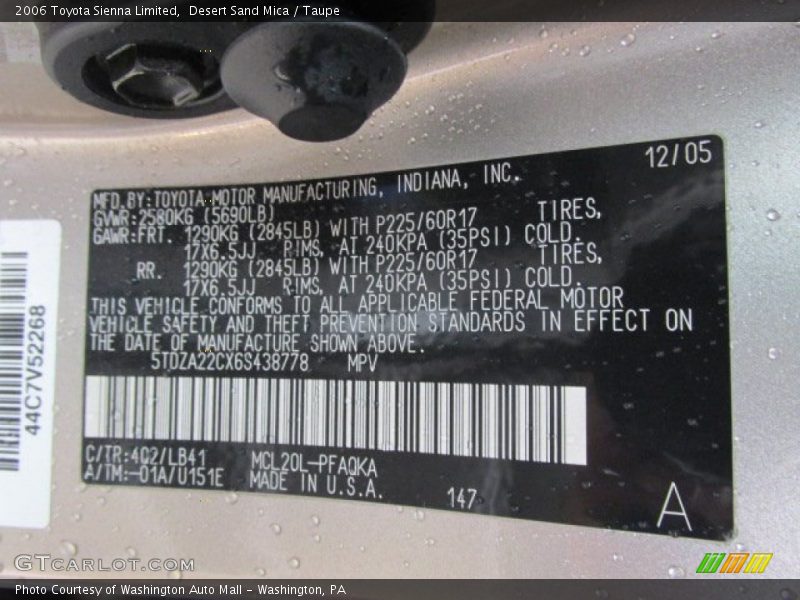 2006 Toyota Sienna Limited,  Desert Sand Mica / Taupe
12/05
MFD.BY:TOYOTA MOTOR MANUFACTURING, INDIANA, INC.
GVWR:2580KG (5690LB)
GAWR:FRT. 1290KG (2845LB) WITH P225/60R17 TIRES,
17X6.5JJ RIMS, AT 240KPA (35PSI) COLD.
RR. 1290KG (2845LB) WITH P225/60R17 TIRES,
17X6.5JJ RIMS, AT 240KPA (35PSI) COLD.
THIS VEHICLE CONFORMS TO ALL APPLICABLE FEDERAL MOTOR
VEHICLE SAFETY AND THEFT PREVENTION STANDARDS IN EFFECT ON
THE DATE OF MANUFACTURE SHOWN ABOVE.
5TDZA22CX6S438778 MPV
44C7V52268
C/TR:4Q2/LB41 MCL20L-PFAQKA
A/TM:-01A/U151E MADE IN U.S.A.
147
A
GTCARLOT.COM
Photo Courtesy of Washington Auto Mall - Washington, PA